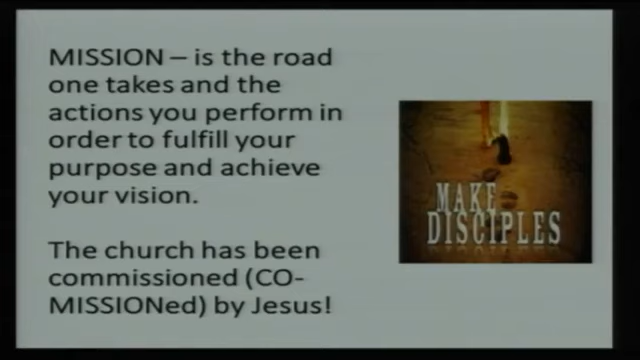 MISSION – is the road
one takes and the
actions you perform in
order to fulfill your
purpose and achieve
your vision.
The church has been
commissioned (CO-
MISSIONed) by Jesus!
MAKE
DISCIPLES